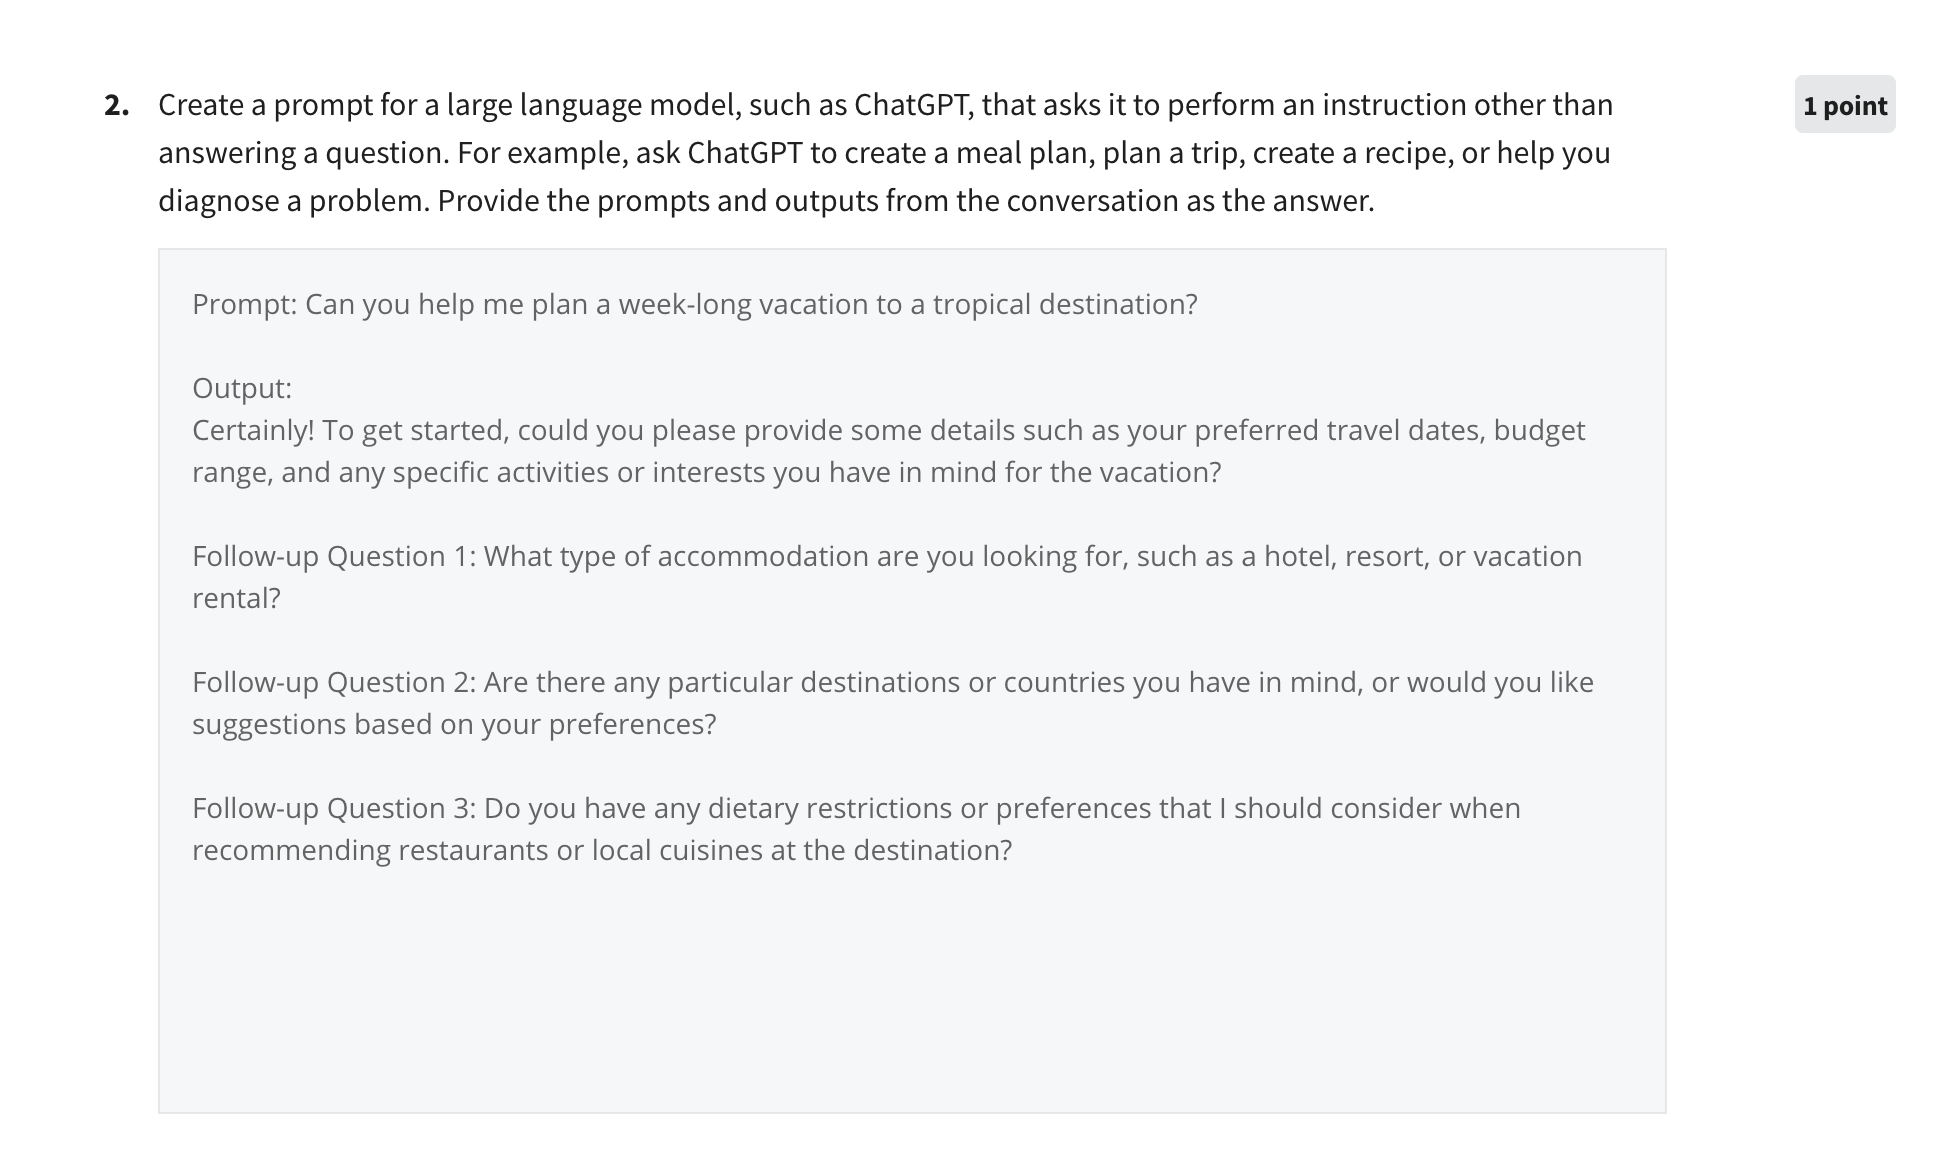 2. Create a prompt for a large language model, such as ChatGPT, that asks it to perform an instruction other than
1 point
answering a question. For example, ask ChatGPT to create a meal plan, plan a trip, create a recipe, or help you
diagnose a problem. Provide the prompts and outputs from the conversation as the answer.
Prompt: Can you help me plan a week-long vacation to a tropical destination?
Output:
Certainly! To get started, could you please provide some details such as your preferred travel dates, budget
range, and any specific activities or interests you have in mind for the vacation?
Follow-up Question 1: What type of accommodation are you looking for, such as a hotel, resort, or vacation
rental?
Follow-up Question 2: Are there any particular destinations or countries you have in mind, or would you like
suggestions based on your preferences?
Follow-up Question 3: Do you have any dietary restrictions or preferences that I should consider when
recommending restaurants or local cuisines at the destination?